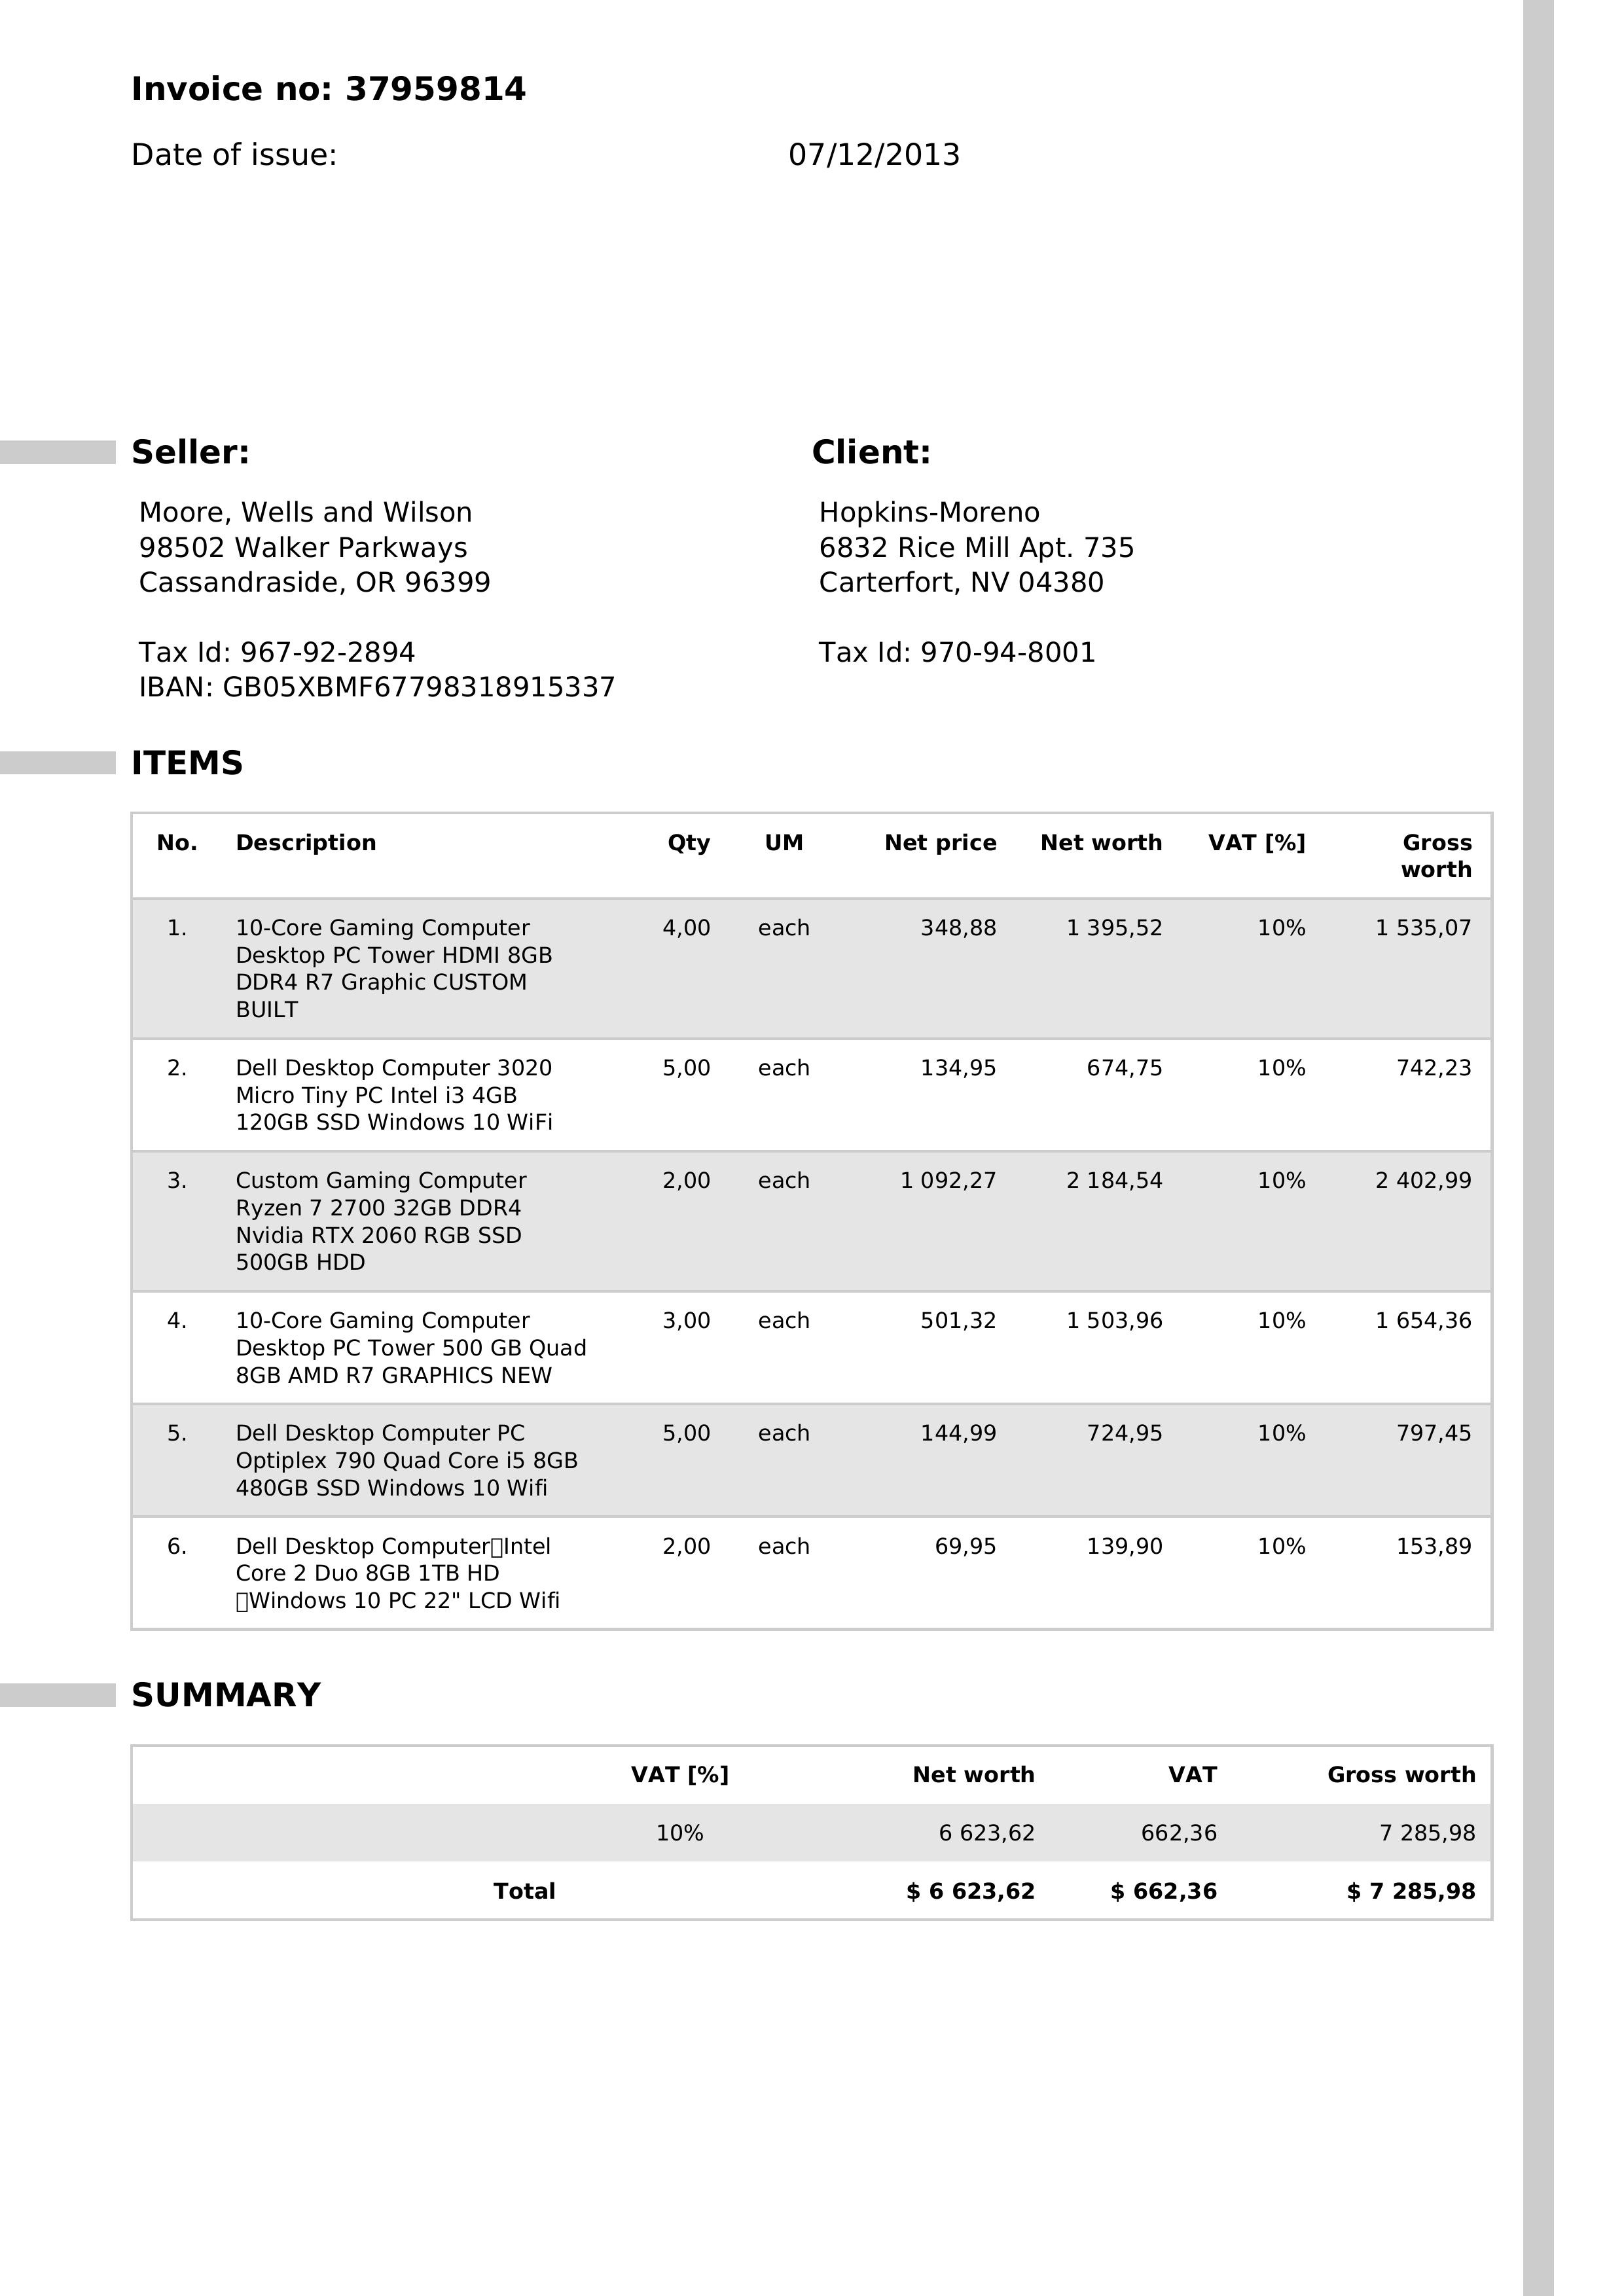 Invoice no: 37959814
Date of issue: 07/12/2013
Seller: Client:
Moore, Wells and Wilson Hopkins-Moreno
98502 Walker Parkways 6832 Rice Mill Apt. 735
Cassandraside, OR 96399 Carterfort, NV 04380
Tax Id: 967-92-2894 Tax Id: 970-94-8001
IBAN: GB05XBMF67798318915337
ITEMS
No. Description Qty UM Net price Net worth VAT [%] Gross
worth
1. 10-Core Gaming Computer 4,00 each 348,88 1 395,52 10% 1 535,07
Desktop PC Tower HDMI 8GB
DDR4 R7 Graphic CUSTOM
BUILT
2. Dell Desktop Computer 3020 5,00 each 134,95 674,75 10% 742,23
Micro Tiny PC Intel i3 4GB
120GB SSD Windows 10 WiFi
3. Custom Gaming Computer 2,00 each 1 092,27 2 184,54 10% 2 402,99
Ryzen 7 2700 32GB DDR4
Nvidia RTX 2060 RGB SSD
500GB HDD
4. 10-Core Gaming Computer 3,00 each 501,32 1 503,96 10% 1 654,36
Desktop PC Tower 500 GB Quad
8GB AMD R7 GRAPHICS NEW
5. Dell Desktop Computer PC 5,00 each 144,99 724,95 10% 797,45
Optiplex 790 Quad Core i5 8GB
480GB SSD Windows 10 Wifi
6. Dell Desktop Computer▯Intel 2,00 each 69,95 139,90 10% 153,89
Core 2 Duo 8GB 1TB HD
▯Windows 10 PC 22" LCD Wifi
SUMMARY
VAT [%] Net worth VAT Gross worth
10% 6 623,62 662,36 7 285,98
Total $ 6 623,62 $ 662,36 $ 7 285,98